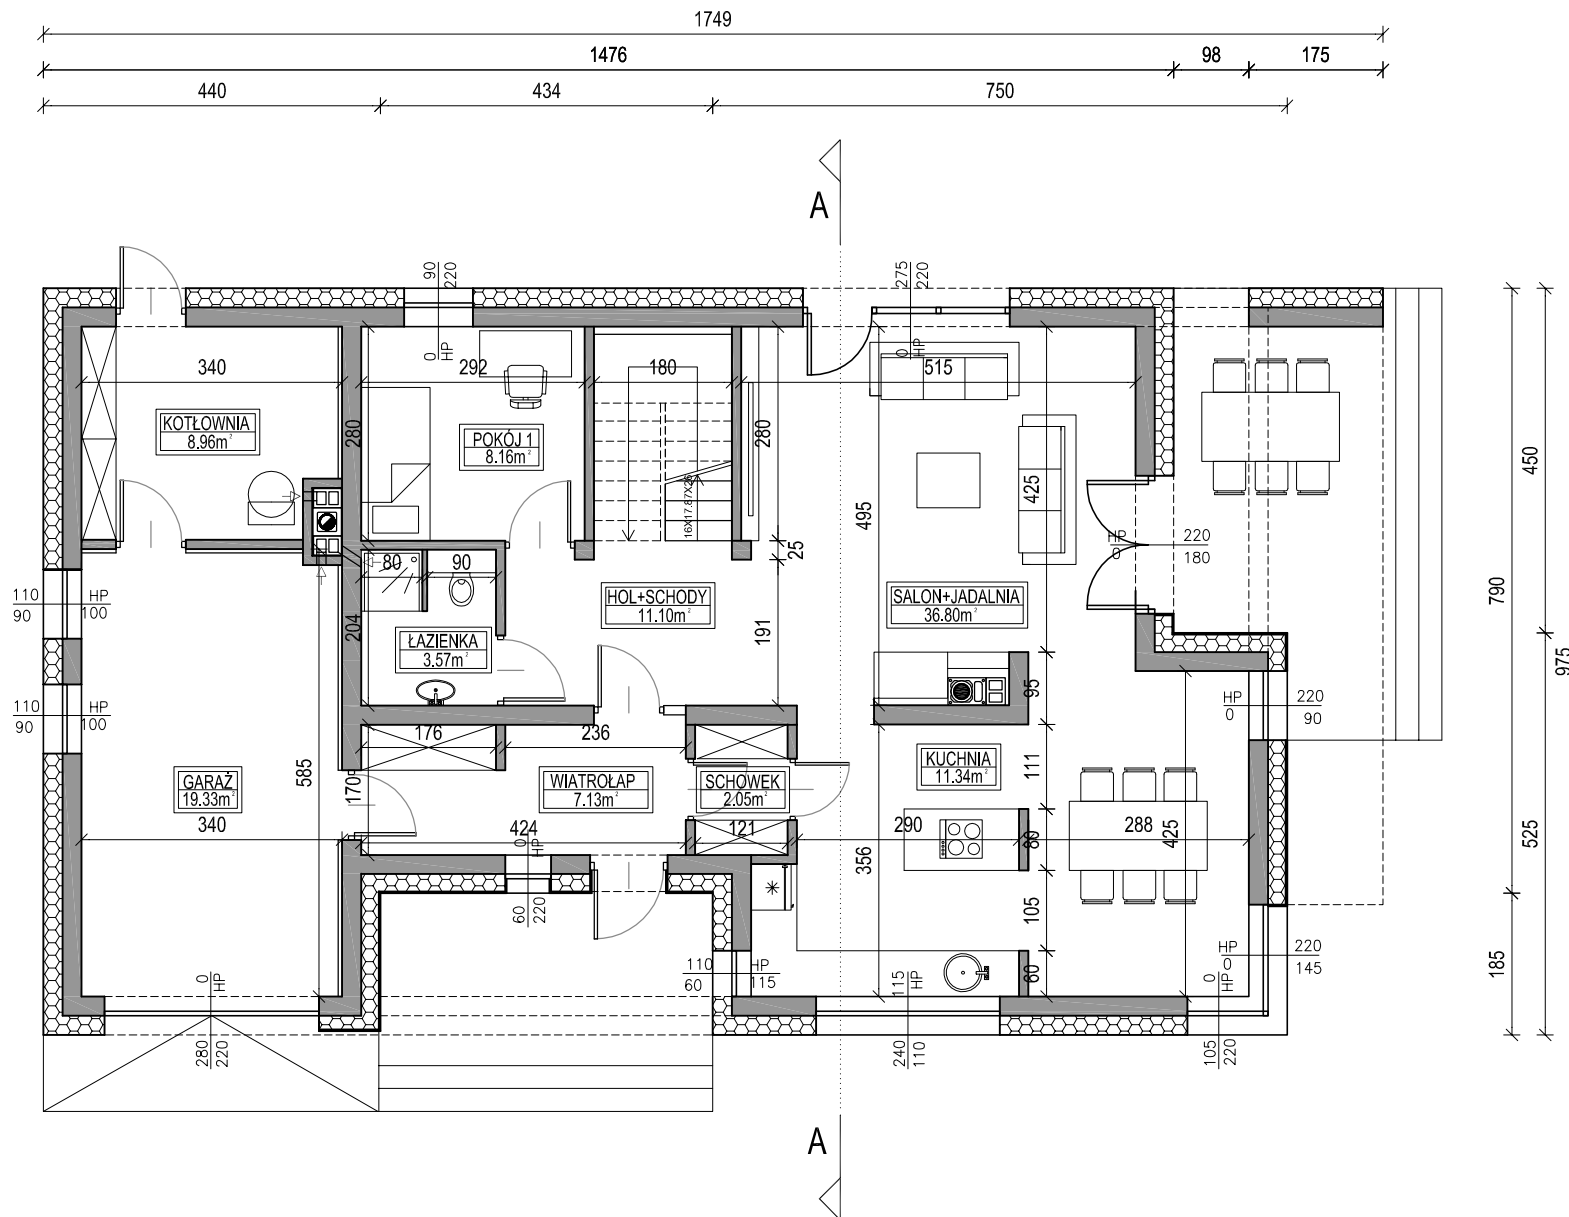 1749
1476 98 175
440 434 750
A
90
220
275
220
0
HP
0
HP
340 292 180 515
KOTŁOWNIA
8.96m²
POKÓJ 1
8.16m²
280
280
425
450
16X17.87X25
495
HP
0
220
180
25
80 90
790
110
90
HP
100
HOL+SCHODY
11.10m²
SALON+JADALNIA
36.80m²
204
ŁAZIENKA
3.57m²
191
975
95
110
90
HP
100
HP
0
220
90
176 236
KUCHNIA
11.34m²
111
GARAŻ
19.33m²
585
170
WIATROŁAP
7.13m²
SCHOWEK
2.05m²
340 424 121 290 80 288 425
0
HP
525
356
60
220
105
110
60
HP
115
60
HP
0
220
145
185
0
HP
280
220
115
HP
240
110
0
HP
105
220
A